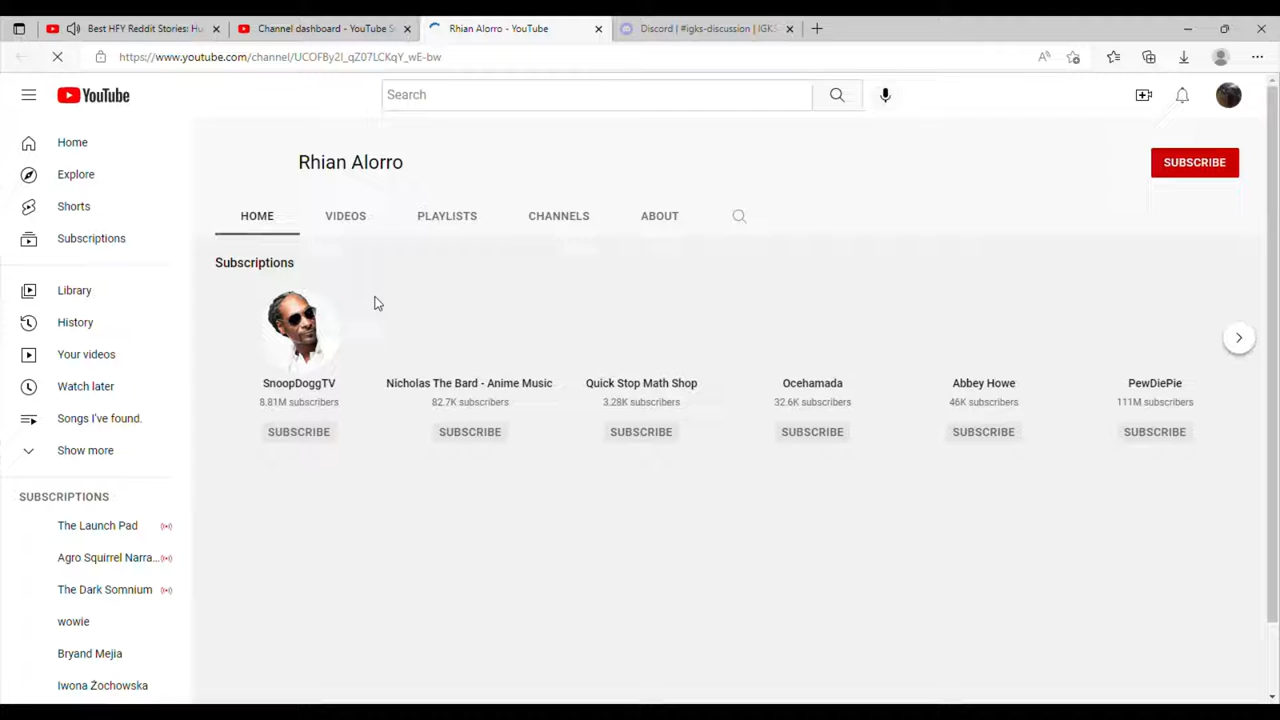 Best HFY Reddit Stories: Hu
Channel dashboard - YouTube S
Rhian Alorro - YouTube
Discord | #igks-discussion | IGKS
https://www.youtube.com/channel/UCOFBy2l_qZ07LCKqY_wE-bw
YouTube
Search
Home
Explore
Shorts
Subscriptions
Library
History
Your videos
Watch later
Songs I've found.
Show more
SUBSCRIPTIONS
The Launch Pad
Agro Squirrel Narra...
The Dark Somnium
wowie
Bryand Mejia
Iwona Żochowska
Rhian Alorro
SUBSCRIBE
HOME VIDEOS PLAYLISTS CHANNELS ABOUT
Subscriptions
SnoopDoggTV
8.81M subscribers
SUBSCRIBE
Nicholas The Bard - Anime Music
82.7K subscribers
SUBSCRIBE
Quick Stop Math Shop
3.28K subscribers
SUBSCRIBE
Ocehamada
32.6K subscribers
SUBSCRIBE
Abbey Howe
46K subscribers
SUBSCRIBE
PewDiePie
111M subscribers
SUBSCRIBE